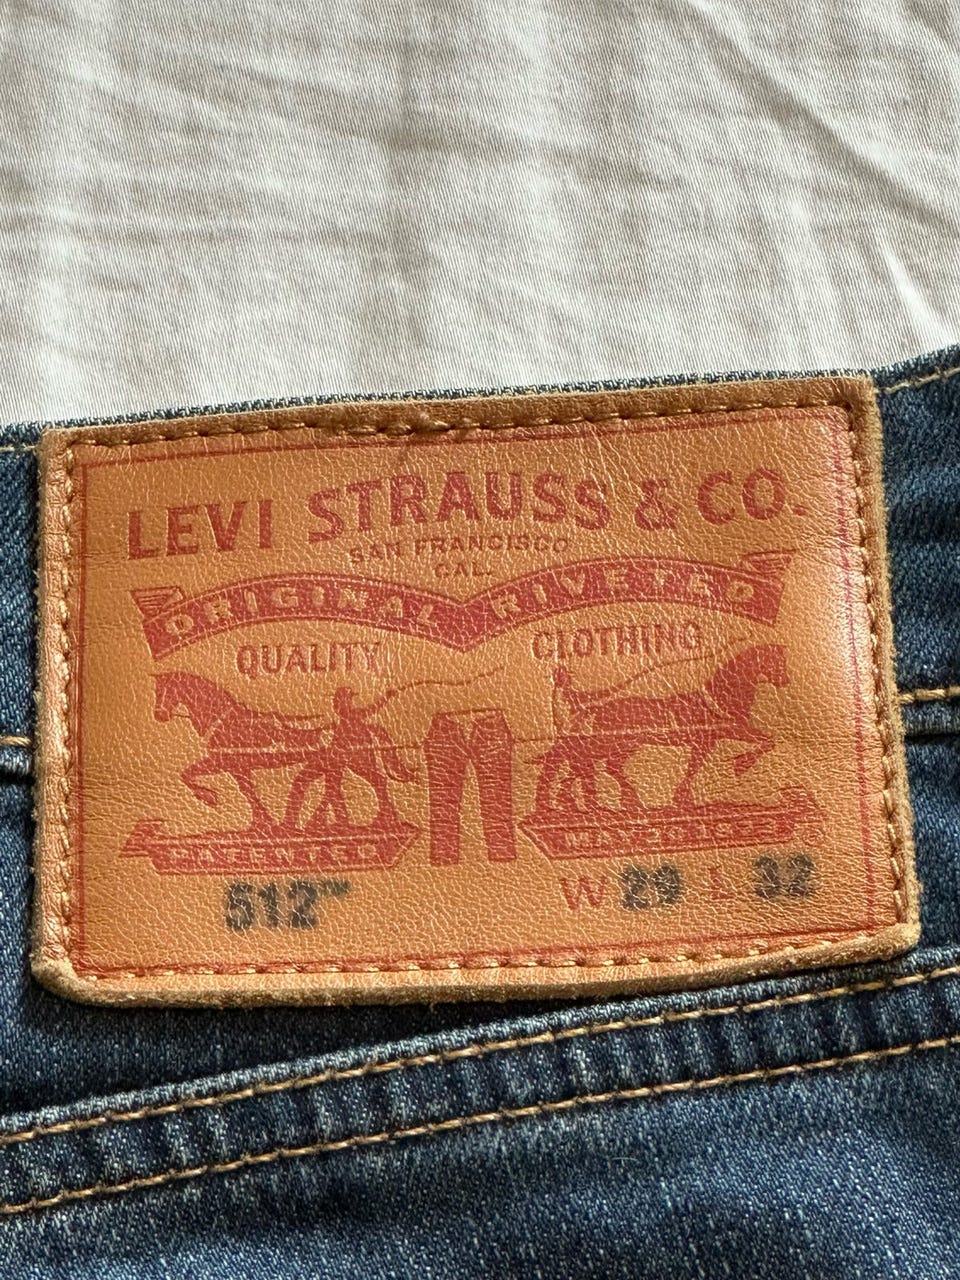 LEVI STRAUSS & CO.
SAN FRANCISCO
CAL.
ORIGINAL RIVETED
QUALITY CLOTHING
PATENTED MAY 20 1873
512™ W 29 L 32